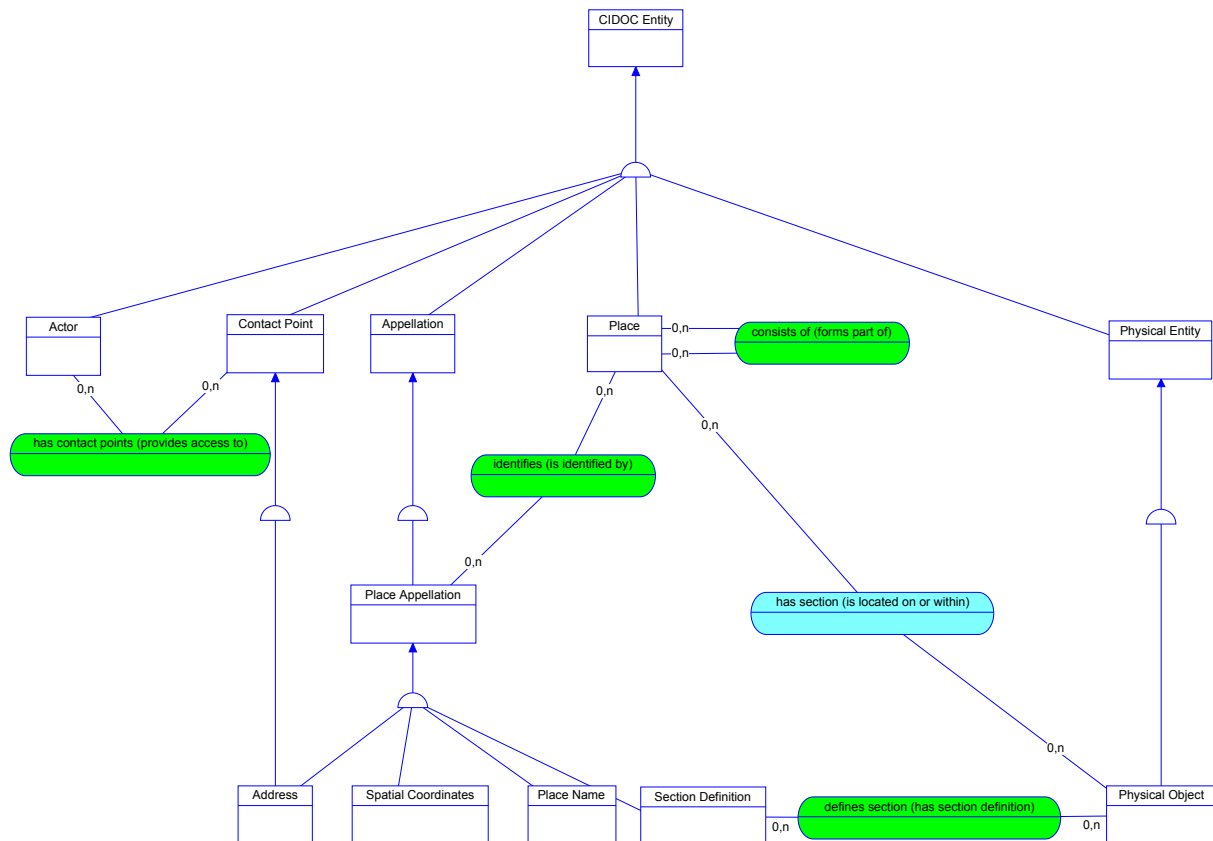 CIDOC Entity
Actor
Contact Point
Appellation
Place
0,n
0,n
consists of (forms part of)
Physical Entity
0,n
0,n
0,n
0,n
has contact points (provides access to)
identifies (is identified by)
0,n
Place Appellation
has section (is located on or within)
0,n
Address
Spatial Coordinates
Place Name
Section Definition
0,n
defines section (has section definition)
0,n
Physical Object